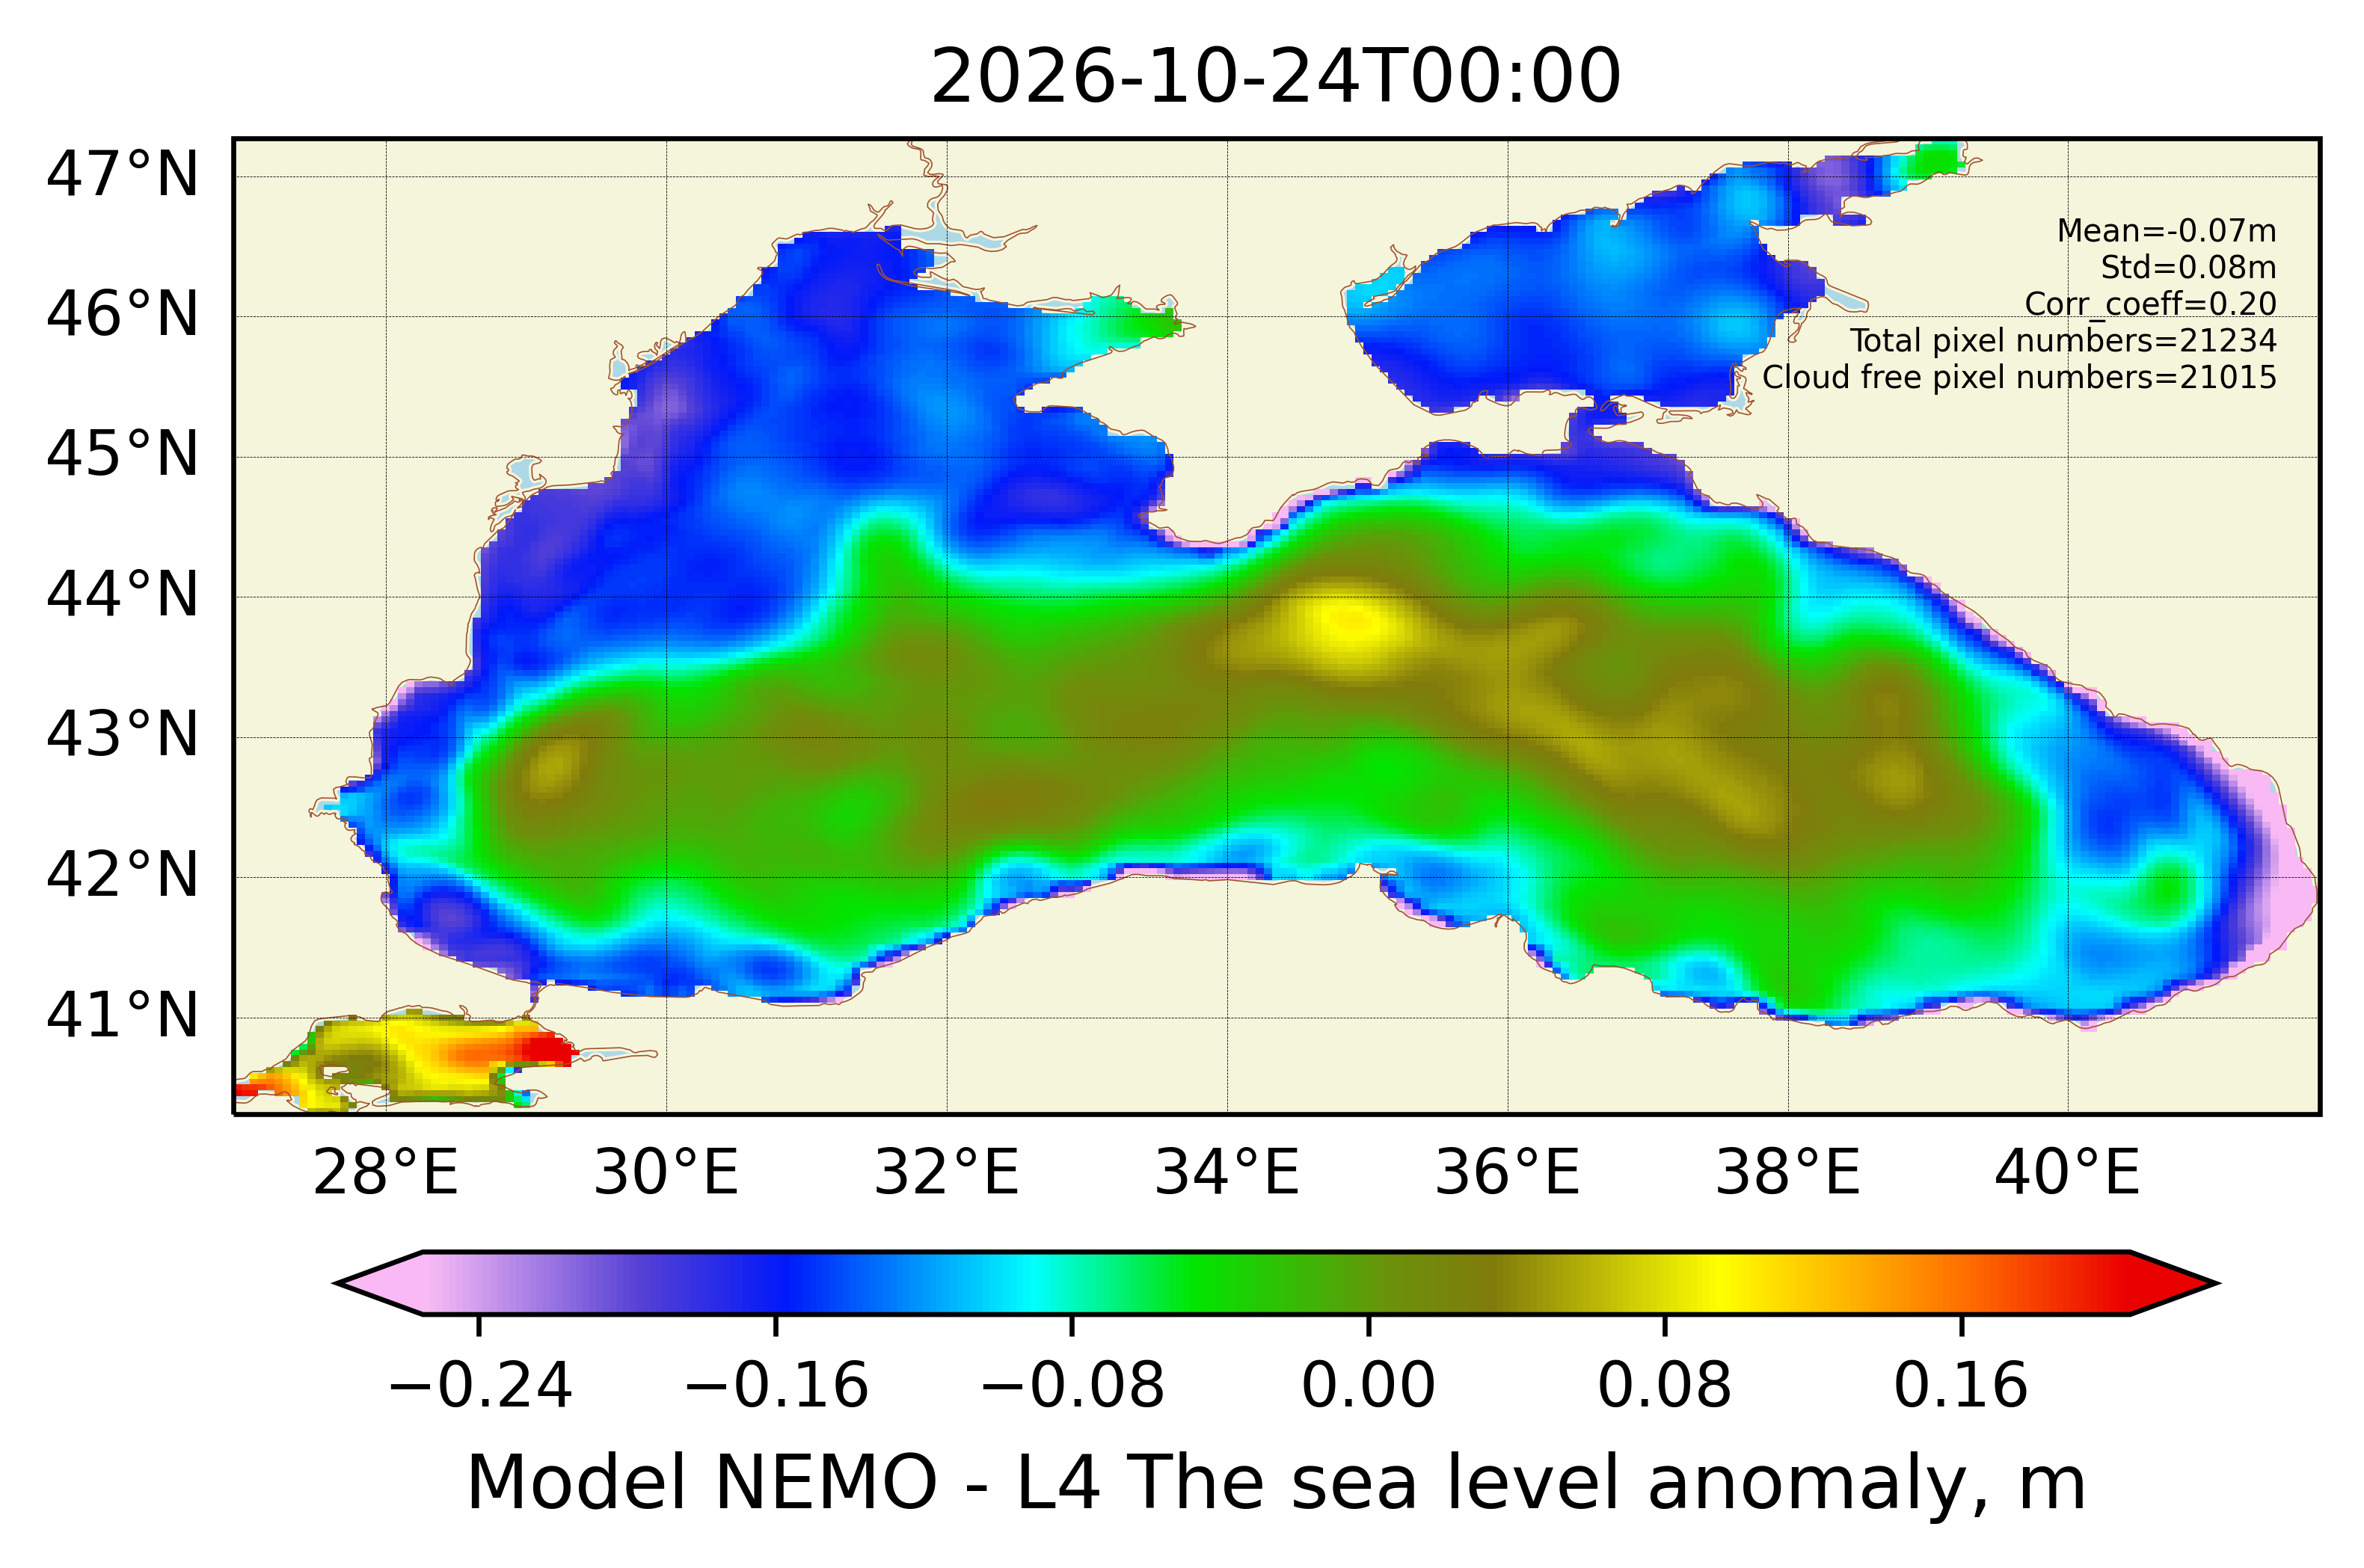 2026-10-24T00:00
47°N
46°N
45°N
44°N
43°N
42°N
41°N
Mean=-0.07m
Std=0.08m
Corr_coeff=0.20
Total pixel numbers=21234
Cloud free pixel numbers=21015
28°E 30°E 32°E 34°E 36°E 38°E 40°E
−0.24 −0.16 −0.08 0.00 0.08 0.16
Model NEMO - L4 The sea level anomaly, m